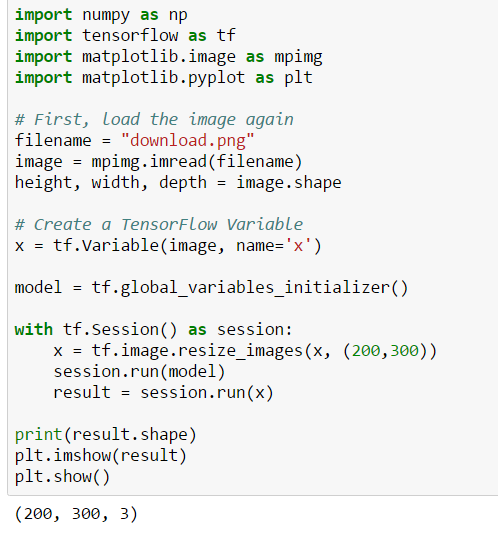 import numpy as np
import tensorflow as tf
import matplotlib.image as mpimg
import matplotlib.pyplot as plt

# First, load the image again
filename = "download.png"
image = mpimg.imread(filename)
height, width, depth = image.shape

# Create a TensorFlow Variable
x = tf.Variable(image, name='x')

model = tf.global_variables_initializer()

with tf.Session() as session:
    x = tf.image.resize_images(x, (200,300))
    session.run(model)
    result = session.run(x)

print(result.shape)
plt.imshow(result)
plt.show()

(200, 300, 3)